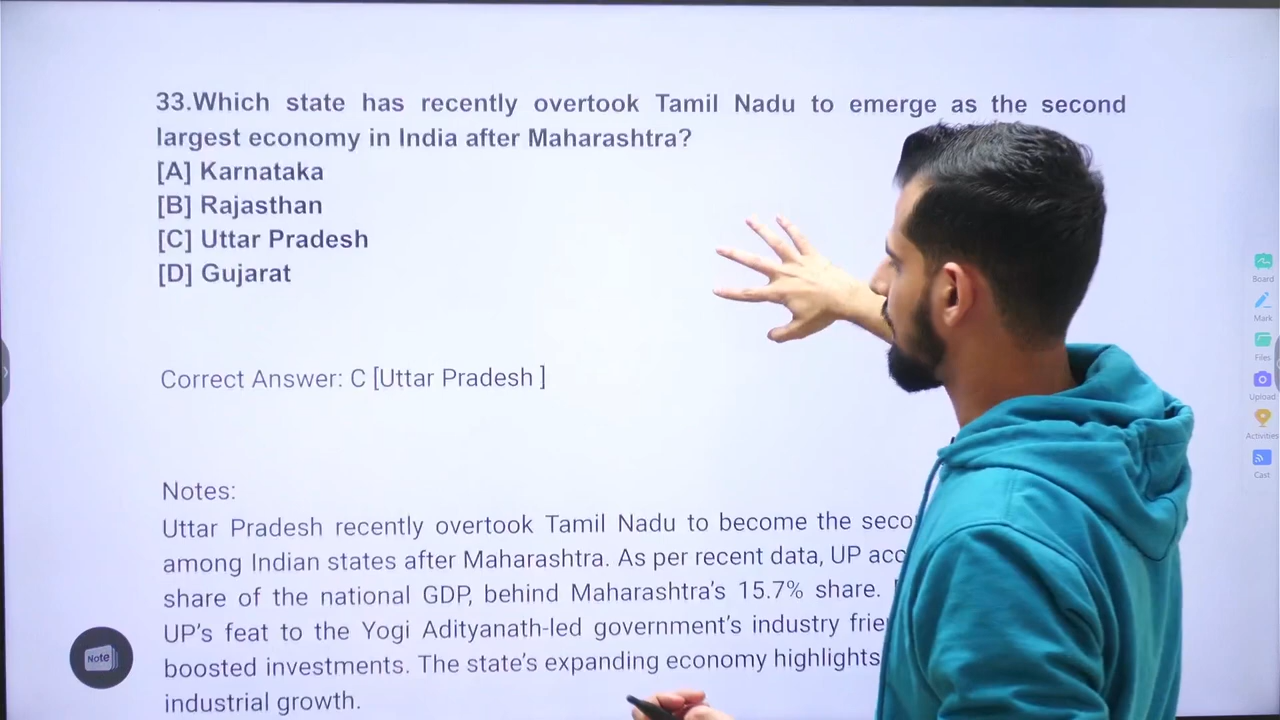 33.Which state has recently overtook Tamil Nadu to emerge as the second
largest economy in India after Maharashtra?
[A] Karnataka
[B] Rajasthan
[C] Uttar Pradesh
[D] Gujarat
Correct Answer: C [Uttar Pradesh ]
Notes:
Uttar Pradesh recently overtook Tamil Nadu to become the
among Indian states after Maharashtra. As per recent data, UP
share of the national GDP, behind Maharashtra's 15.7% share.
UP's feat to the Yogi Adityanath-led government's industry
boosted investments. The state's expanding economy highlights
industrial growth.
Note
Board
Mark
Files
Upload
Activities
Cast